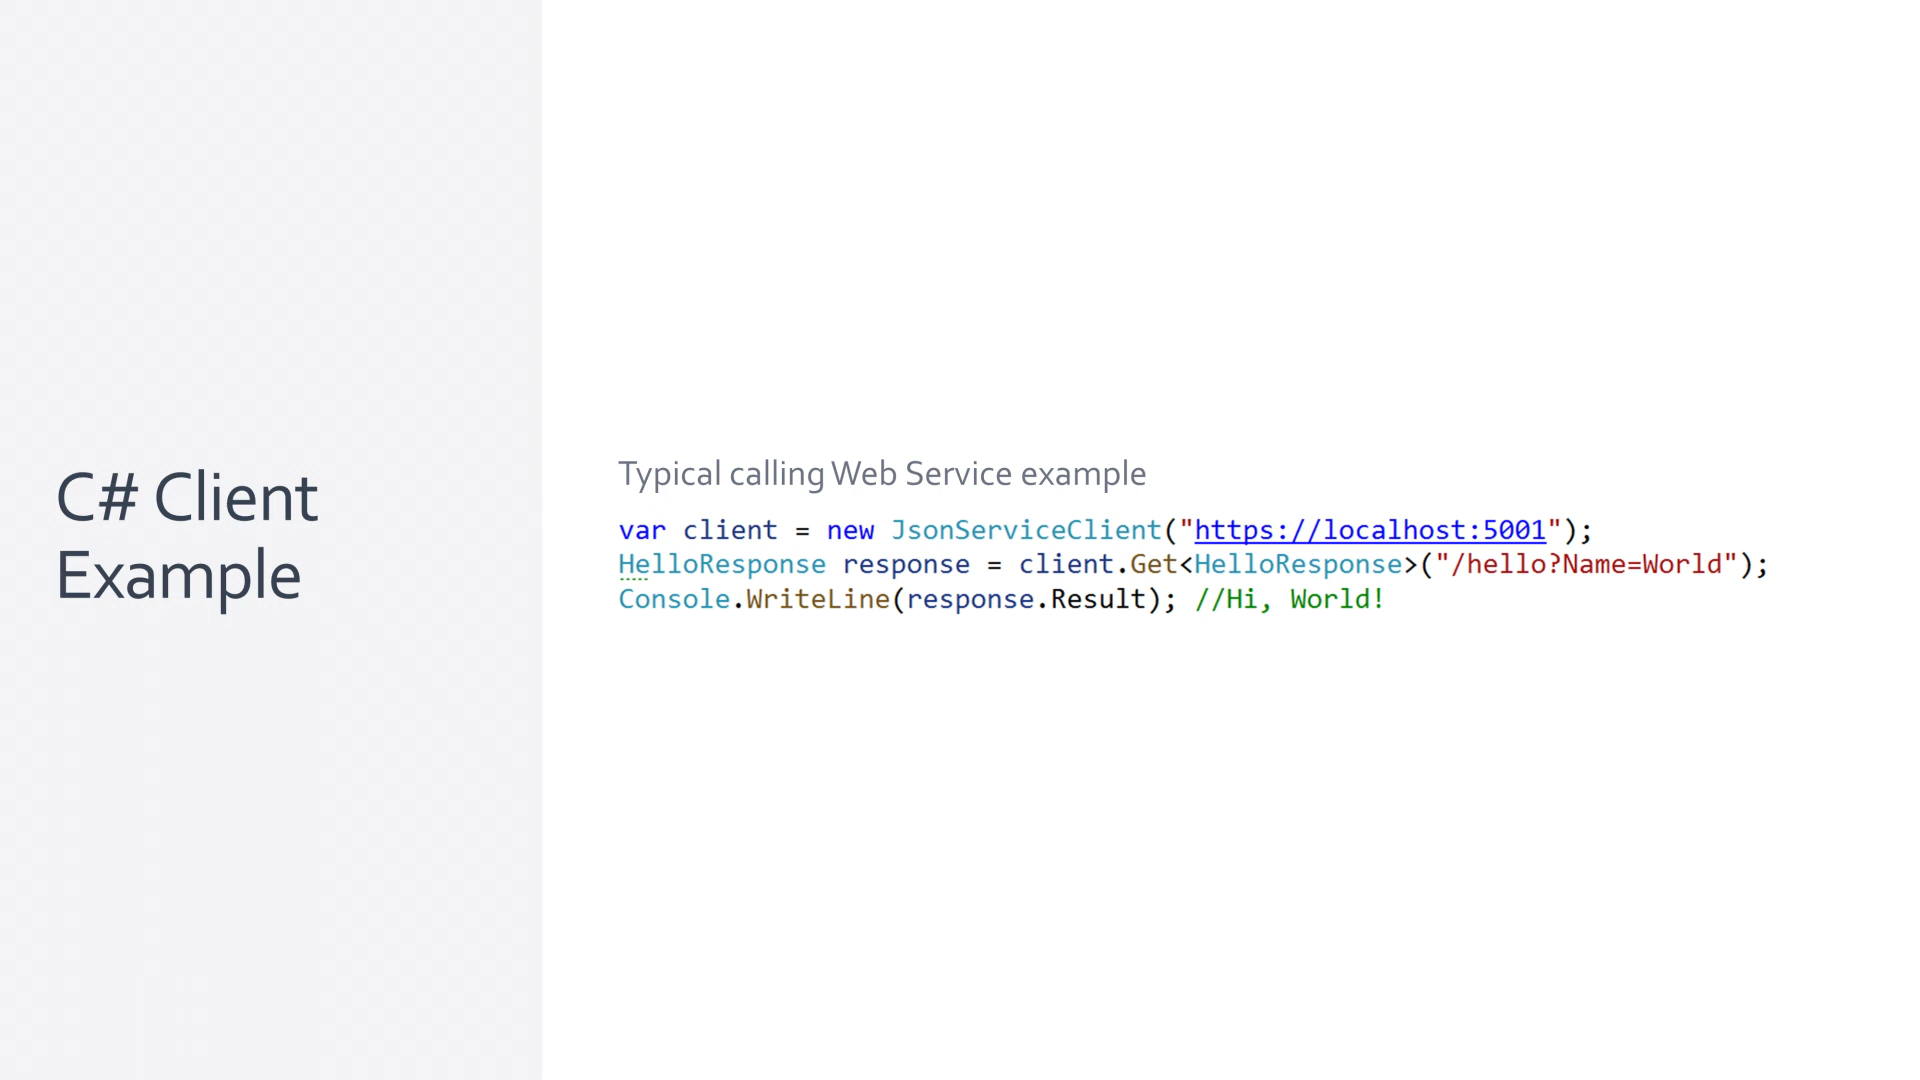 C# Client
Example
Typical calling Web Service example
var client = new JsonServiceClient("https://localhost:5001");
HelloResponse response = client.Get<HelloResponse>("/hello?Name=World");
Console.WriteLine(response.Result); //Hi, World!